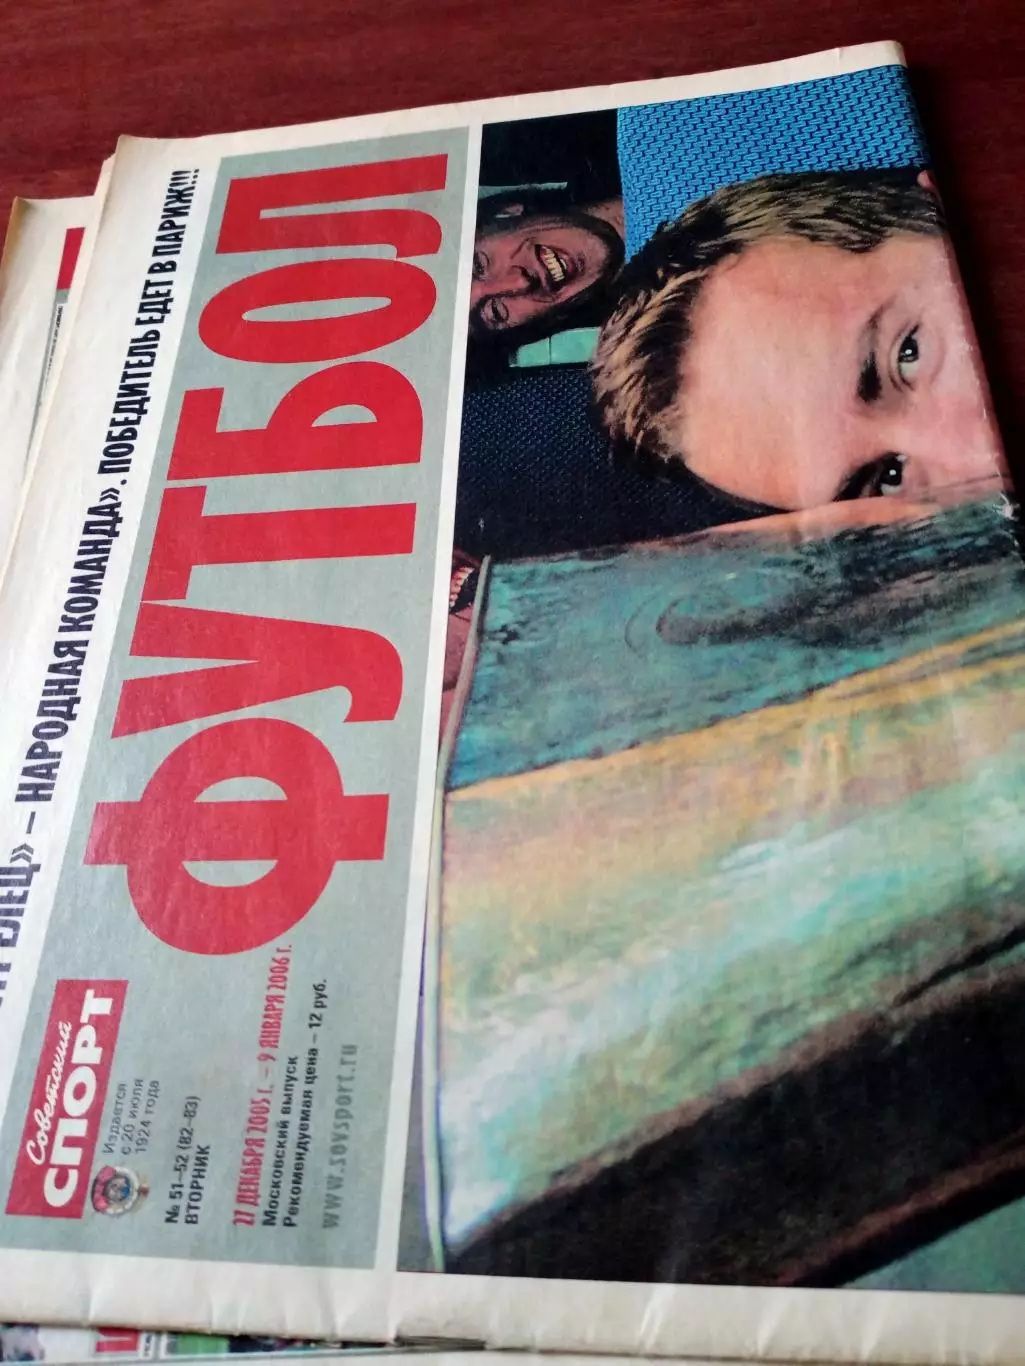 – НАРОДНАЯ КОМАНДА». ПОБЕДИТЕЛЬ ЕДЕТ В ПАРИЖ!!!
Советский
СПОРТ
Издается
с 20 июля
1924 года
ФУТБОЛ
№ 51–52 (82–83)
ВТОРНИК
27 ДЕКАБРЯ 2005 г. – 9 ЯНВАРЯ 2006 г.
Московский выпуск
Рекомендуемая цена – 12 руб.
www.sovsport.ru